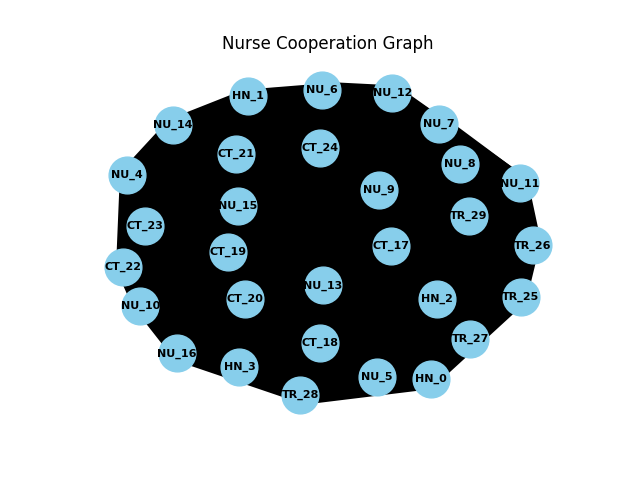 Nurse Cooperation Graph
NU_6
NU_12
HN_1
NU_7
NU_14
CT_24
CT_21
NU_8
NU_4
NU_11
NU_9
NU_15
TR_29
CT_23
TR_26
CT_17
CT_19
CT_22
NU_13
TR_25
CT_20
HN_2
NU_10
TR_27
CT_18
NU_16
HN_3
NU_5
HN_0
TR_28